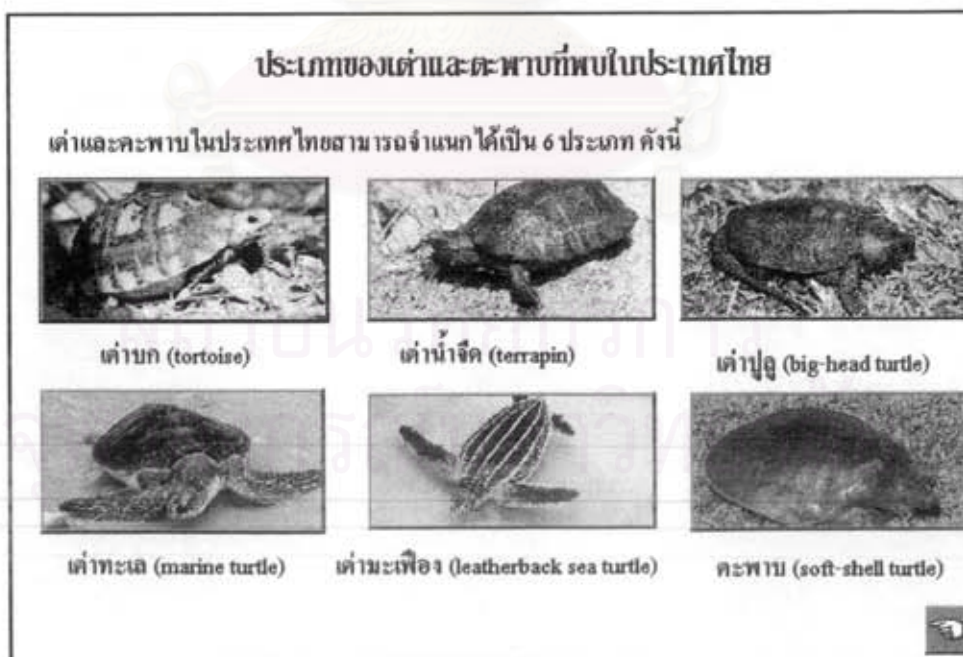 ประเภทของเต่าและตะพาบที่พบในประเทศไทย
เต่าและตะพาบในประเทศไทยสามารถจำแนกได้เป็น 6 ประเภท ดังนี้
เต่าบก (tortoise) เต่าน้ำจืด (terrapin) เต่าปูลู (big-head turtle)
เต่าทะเล (marine turtle) เต่ามะเฟือง (leatherback sea turtle) ตะพาบ (soft-shell turtle)